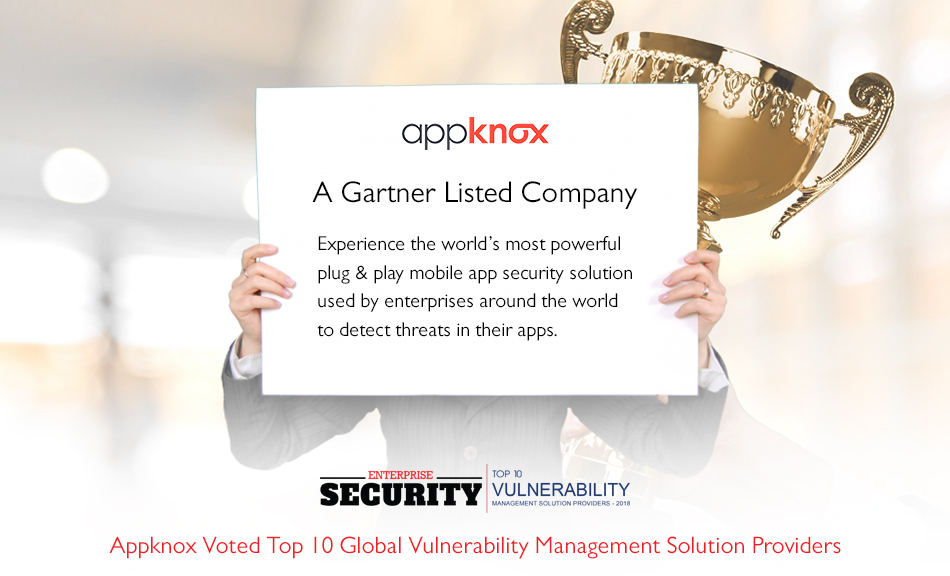 appknox
A Gartner Listed Company
Experience the world's most powerful
plug & play mobile app security solution
used by enterprises around the world
to detect threats in their apps.
ENTERPRISE
SECURITY
TOP 10
VULNERABILITY
MANAGEMENT SOLUTION PROVIDERS - 2018
Appknox Voted Top 10 Global Vulnerability Management Solution Providers